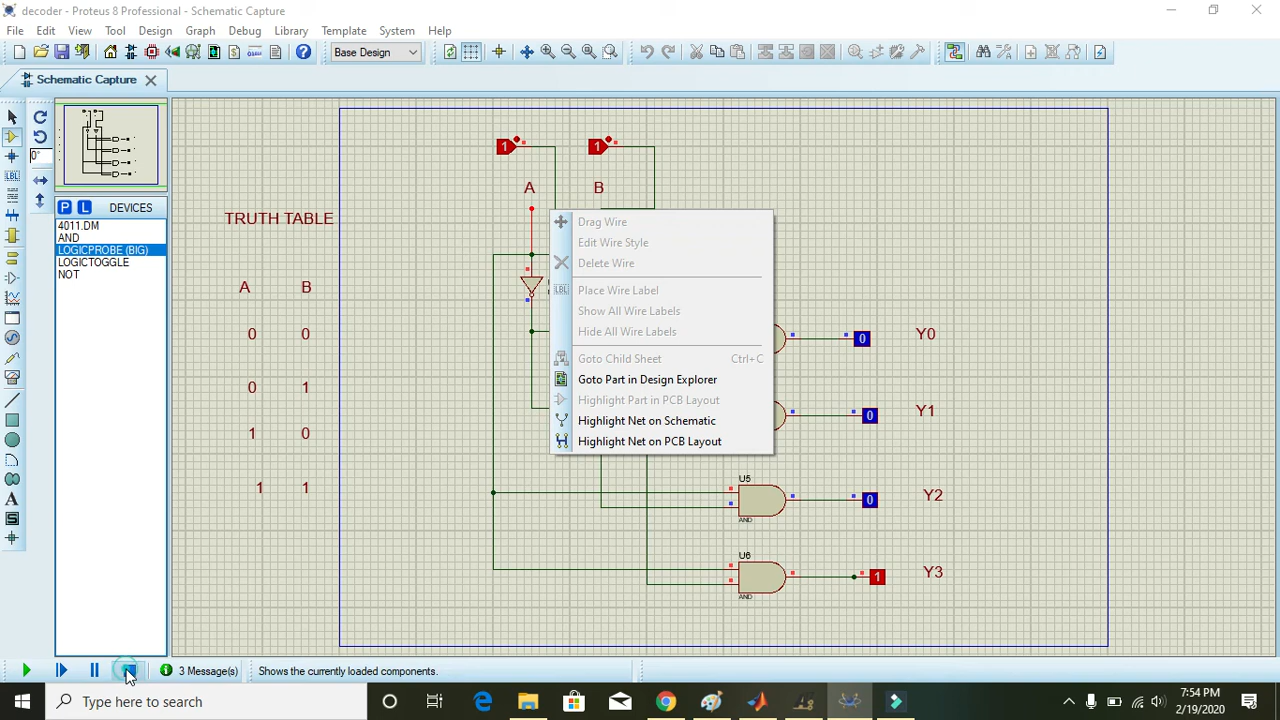 decoder - Proteus 8 Professional - Schematic Capture
File Edit View Tool Design Graph Debug Library Template System Help
Base Design
Schematic Capture
0°
P L DEVICES
4011.DM
AND
LOGICPROBE (BIG)
LOGICTOGGLE
NOT
LBL
A
TRUTH TABLE
A B
0 0
0 1
1 0
1 1
1 1
A B
Drag Wire
Edit Wire Style
Delete Wire
LBL Place Wire Label
Show All Wire Labels
Hide All Wire Labels
Goto Child Sheet Ctrl+C
Goto Part in Design Explorer
Highlight Part in PCB Layout
Highlight Net on Schematic
Highlight Net on PCB Layout
0 Y0
0 Y1
U5
AND
0 Y2
U6
AND
1 Y3
3 Message(s) Shows the currently loaded components.
Type here to search
7:54 PM
2/19/2020